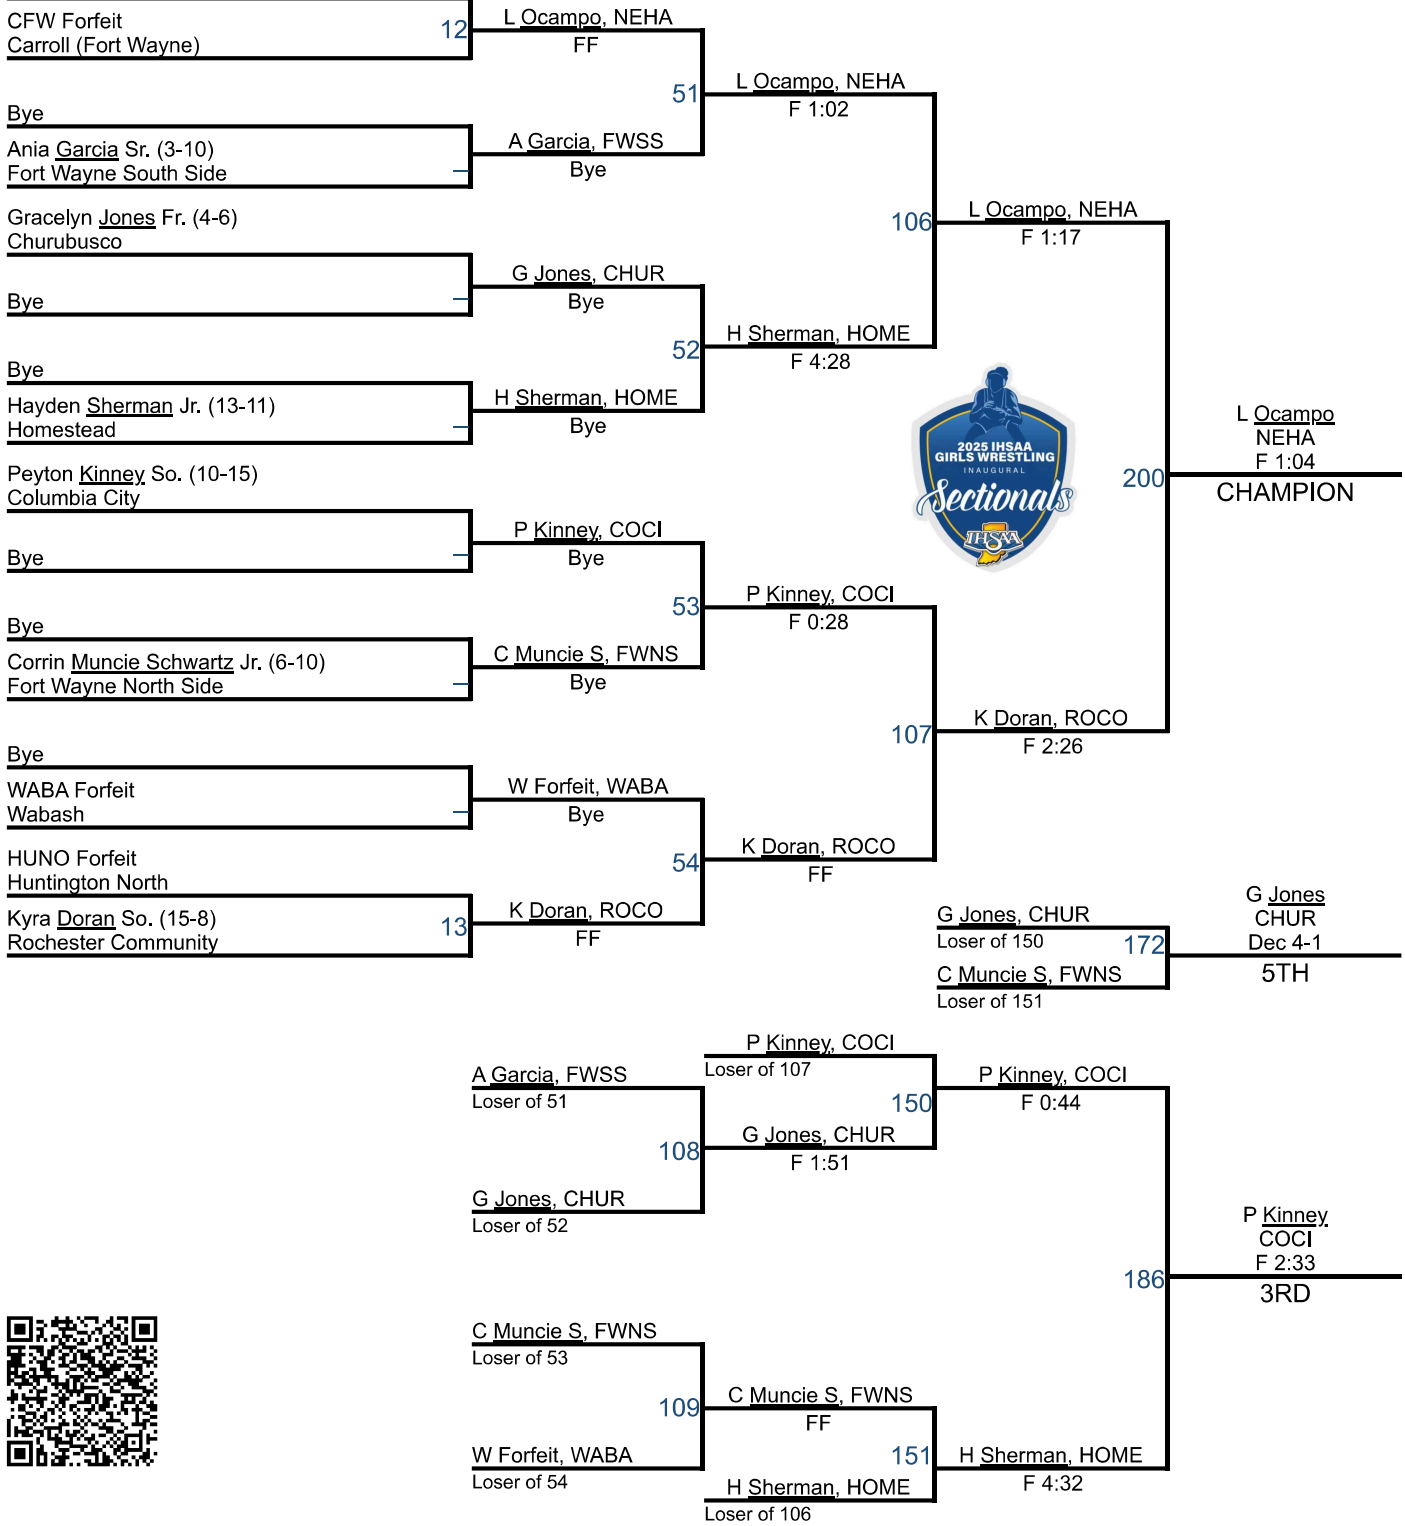 CFW Forfeit
Carroll (Fort Wayne)
12
L Ocampo, NEHA
FF
Bye
Ania Garcia Sr. (3-10)
Fort Wayne South Side
A Garcia, FWSS
Bye
51
L Ocampo, NEHA
F 1:02
Gracelyn Jones Fr. (4-6)
Churubusco
Bye
G Jones, CHUR
Bye
Bye
Hayden Sherman Jr. (13-11)
Homestead
H Sherman, HOME
Bye
52
H Sherman, HOME
F 4:28
106
L Ocampo, NEHA
F 1:17
Peyton Kinney So. (10-15)
Columbia City
Bye
P Kinney, COCI
Bye
Bye
Corrin Muncie Schwartz Jr. (6-10)
Fort Wayne North Side
C Muncie S, FWNS
Bye
53
P Kinney, COCI
F 0:28
Bye
WABA Forfeit
Wabash
W Forfeit, WABA
Bye
HUNO Forfeit
Huntington North
Kyra Doran So. (15-8)
Rochester Community
13
K Doran, ROCO
FF
54
K Doran, ROCO
FF
107
K Doran, ROCO
F 2:26
2025 IHSAA
GIRLS WRESTLING
INAUGURAL
Sectionals
IHSAA
200
L Ocampo
NEHA
F 1:04
CHAMPION
G Jones, CHUR
Loser of 150
C Muncie S, FWNS
Loser of 151
172
G Jones
CHUR
Dec 4-1
5TH
A Garcia, FWSS
Loser of 51
G Jones, CHUR
Loser of 52
108
P Kinney, COCI
Loser of 107
G Jones, CHUR
F 1:51
150
P Kinney, COCI
F 0:44
C Muncie S, FWNS
Loser of 53
W Forfeit, WABA
Loser of 54
109
C Muncie S, FWNS
FF
H Sherman, HOME
Loser of 106
151
H Sherman, HOME
F 4:32
186
P Kinney
COCI
F 2:33
3RD